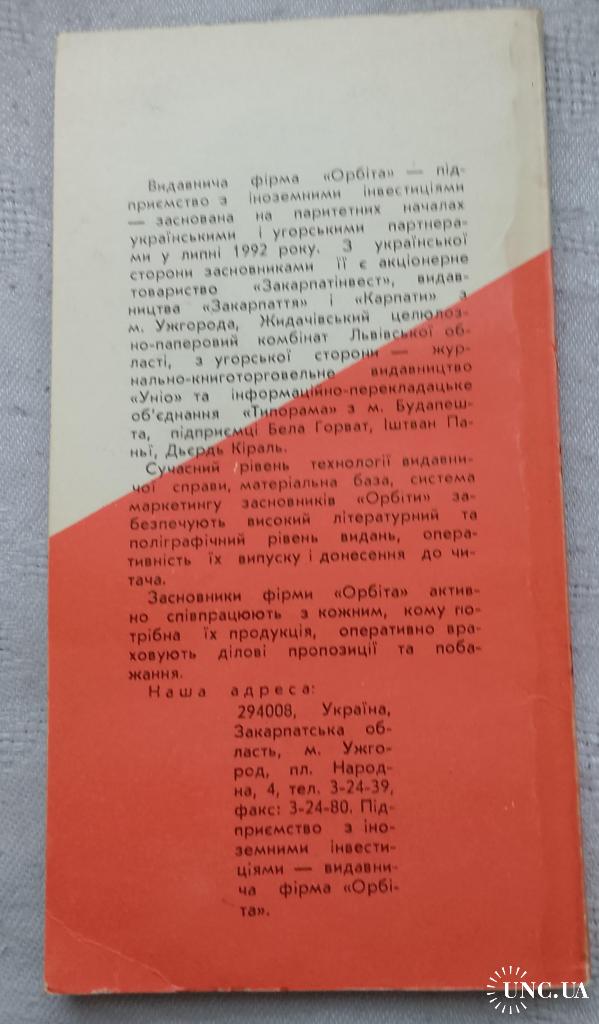 Видавнича фірма «Орбіта» — під-
приємство з іноземними інвестиціями
— заснована на паритетних началах
українськими і угорськими партнера-
ми у липні 1992 року. З української
сторони засновниками її є акціонерне
товариство «Закарпатінвест», видав-
ництва «Закарпаття» і «Карпати» з
м. Ужгорода, Жидачівський целюлоз-
но-паперовий комбінат Львівської об-
ласті, з угорської сторони — жур-
нально-книготорговельне видавництво
«Уніо» та інформаційно-перекладацьке
об'єднання «Типорама» з м. Будапеш-
та, підприємці Бела Горват, Іштван Па-
ньї, Дьєрдь Кіраль.
Сучасний рівень технології видавни-
чої справи, матеріальна база, система
маркетингу засновників «Орбіти» за-
безпечують високий літературний та
поліграфічний рівень видань, опера-
тивність їх випуску і донесення до чи-
тача.
Засновники фірми «Орбіта» актив-
но співпрацюють з кожним, кому по-
трібна їх продукція, оперативно вра-
ховують ділові пропозиції та поба-
жання.
Наша адреса:
294008, Україна,
Закарпатська об-
ласть, м. Ужго-
род, пл. Народ-
на, 4, тел. 3-24-39,
факс: 3-24-80. Під-
приємство з іно-
земними інвести-
ціями — видавни-
ча фірма «Орбі-
та».
UNC.UA